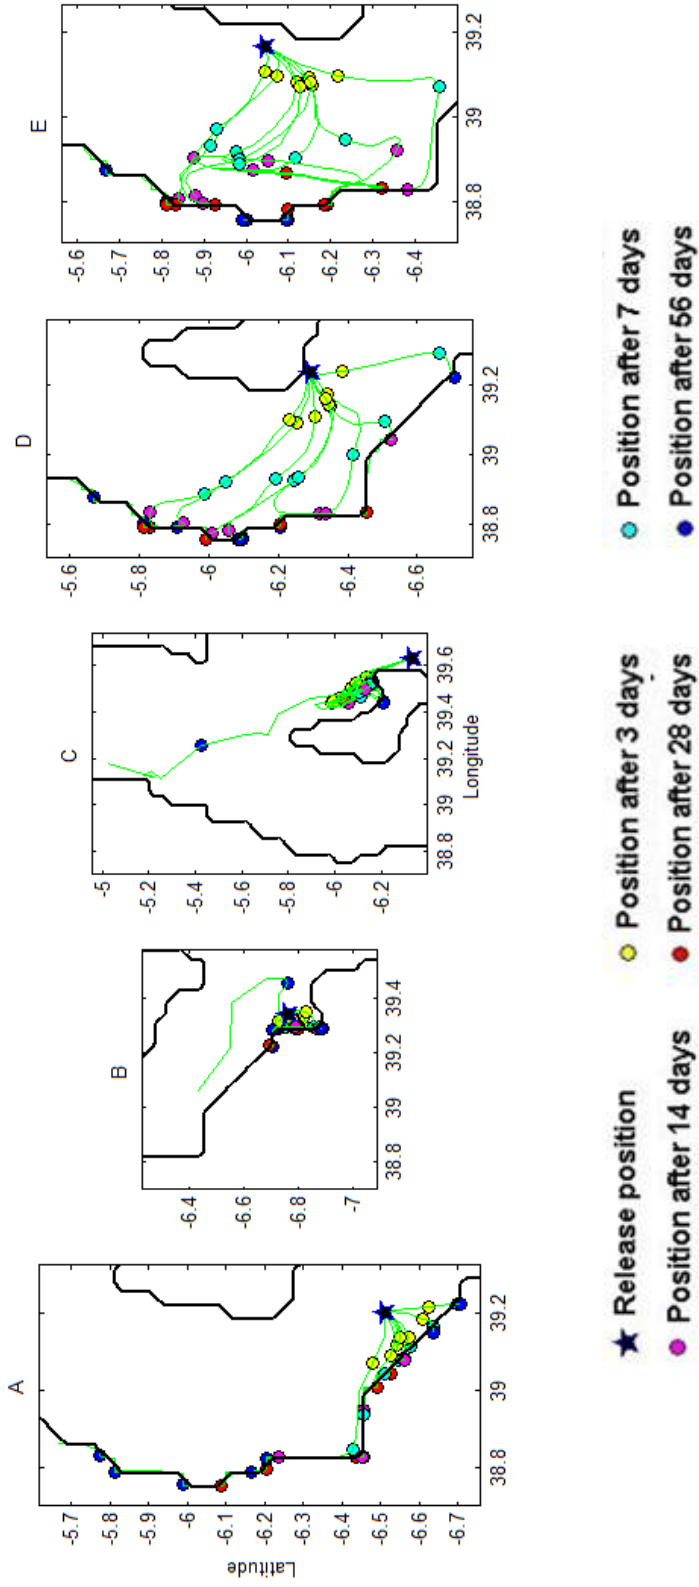 A
Latitude
-5.7
-5.8
-5.9
-6
-6.1
-6.2
-6.3
-6.4
-6.5
-6.6
-6.7
38.8 39 39.2
B
-6.4
-6.6
-6.8
-7
38.8 39 39.2 39.4
C
-5
-5.2
-5.4
-5.6
-5.8
-6
-6.2
38.8 39 39.2 39.4 39.6
Longitude
D
-5.6
-5.8
-6
-6.2
-6.4
-6.6
38.8 39 39.2
E
-5.6
-5.7
-5.8
-5.9
-6
-6.1
-6.2
-6.3
-6.4
38.8 39 39.2
Release position Position after 3 days Position after 7 days
Position after 14 days Position after 28 days Position after 56 days